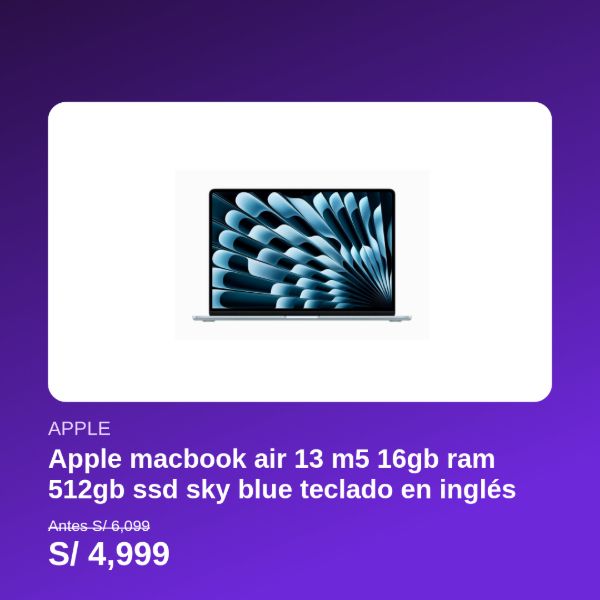 APPLE
Apple macbook air 13 m5 16gb ram
512gb ssd sky blue teclado en inglés
Antes S/ 6,099
S/ 4,999